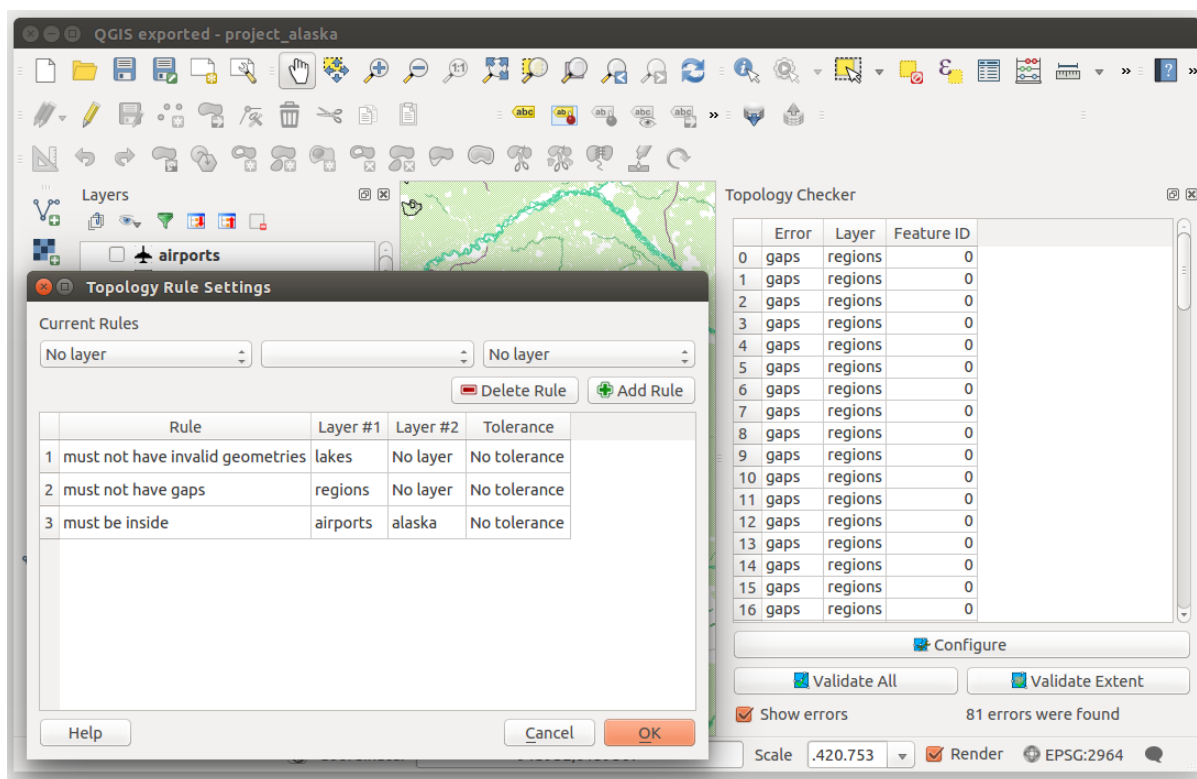 QGIS exported - project_alaska
1:1
abc
ab
ab
abc
abc
»
»
»
?
Layers
airports
Topology Checker
Error Layer Feature ID
0 gaps regions 0
1 gaps regions 0
2 gaps regions 0
3 gaps regions 0
4 gaps regions 0
5 gaps regions 0
6 gaps regions 0
7 gaps regions 0
8 gaps regions 0
9 gaps regions 0
10 gaps regions 0
11 gaps regions 0
12 gaps regions 0
13 gaps regions 0
14 gaps regions 0
15 gaps regions 0
16 gaps regions 0
Configure
Validate All Validate Extent
Show errors 81 errors were found
Topology Rule Settings
Current Rules
No layer No layer
Delete Rule Add Rule
Rule Layer #1 Layer #2 Tolerance
1 must not have invalid geometries lakes No layer No tolerance
2 must not have gaps regions No layer No tolerance
3 must be inside airports alaska No tolerance
Help Cancel OK
Scale .420.753 Render EPSG:2964